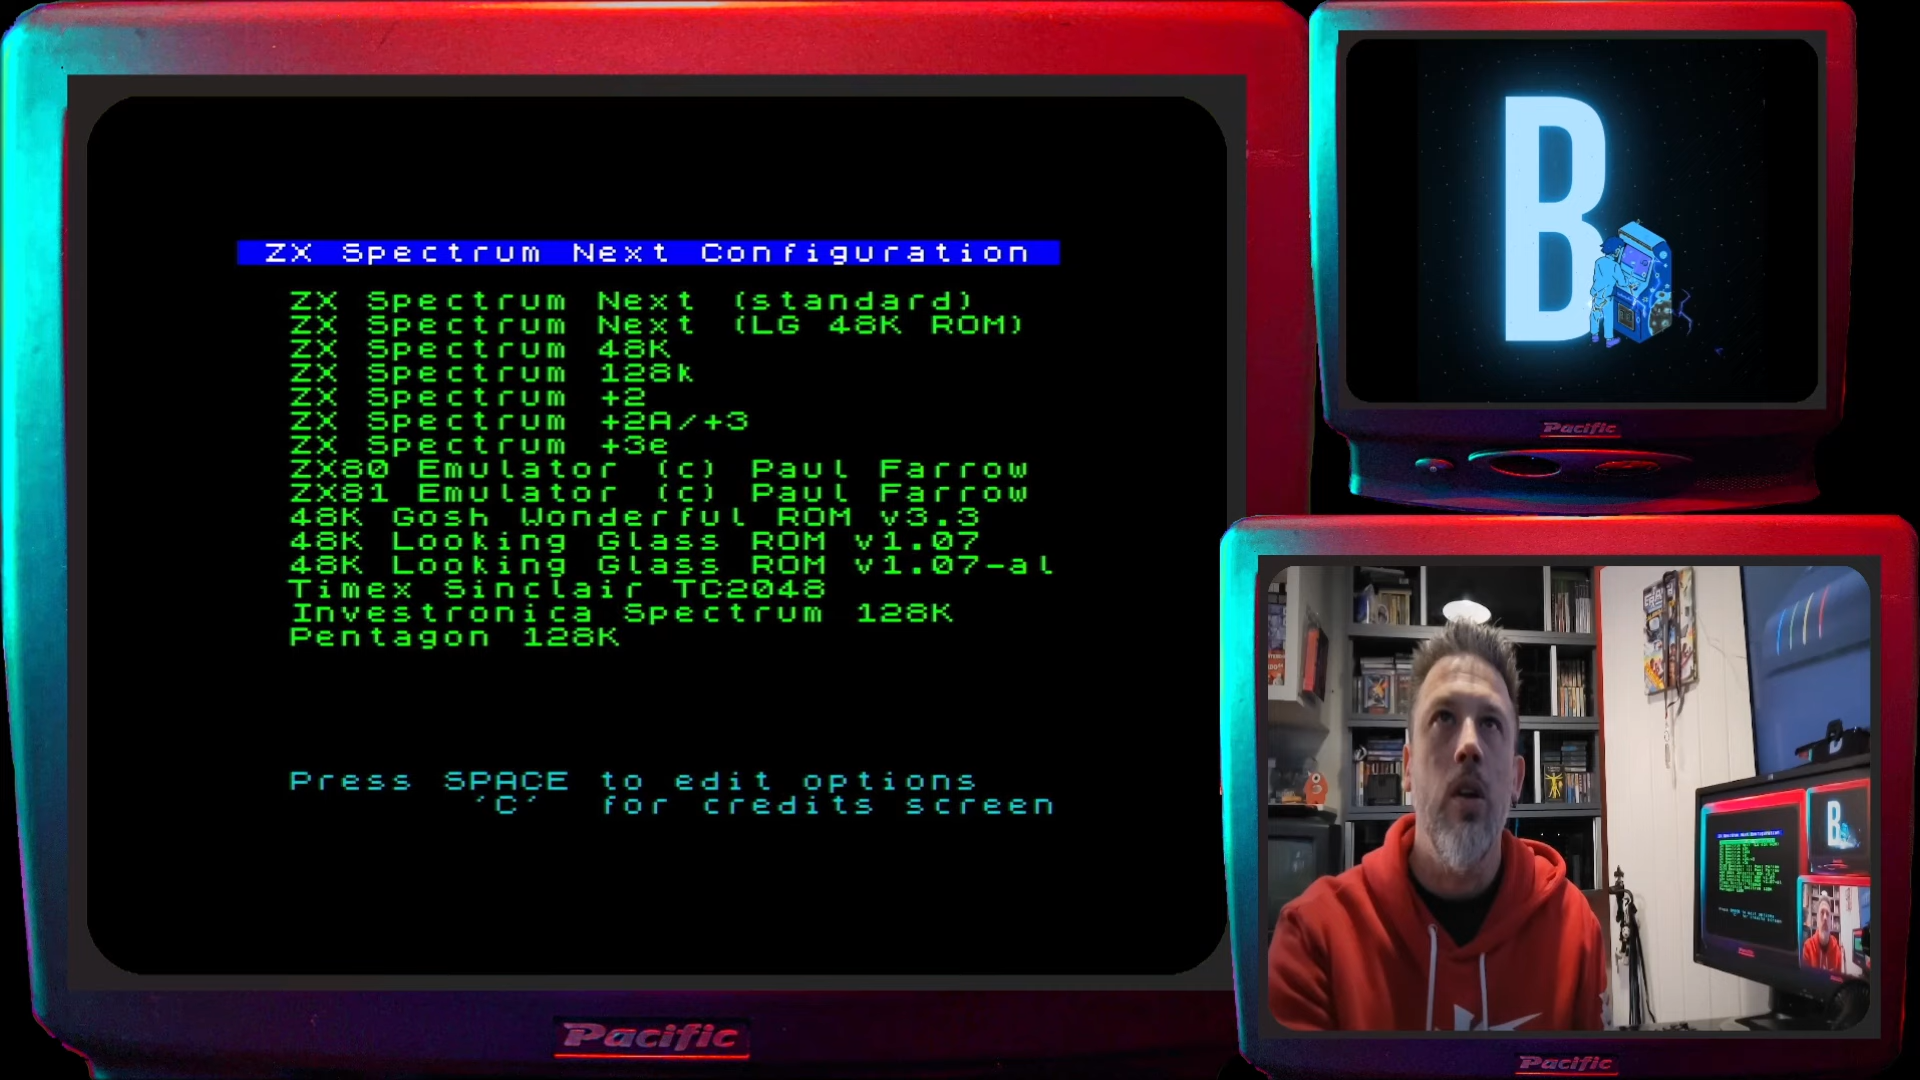 ZX Spectrum Next Configuration
ZX Spectrum Next (standard)
ZX Spectrum Next (LG 48K ROM)
ZX Spectrum 48K
ZX Spectrum 128k
ZX Spectrum +2
ZX Spectrum +2A/+3
ZX Spectrum +3e
ZX80 Emulator (c) Paul Farrow
ZX81 Emulator (c) Paul Farrow
48K Gosh Wonderful ROM v3.3
48K Looking Glass ROM v1.07
48K Looking Glass ROM v1.07-al
Timex Sinclair TC2048
Investronica Spectrum 128K
Pentagon 128K
Press SPACE to edit options
'C' for credits screen
Pacific
B
Pacific
Pacific